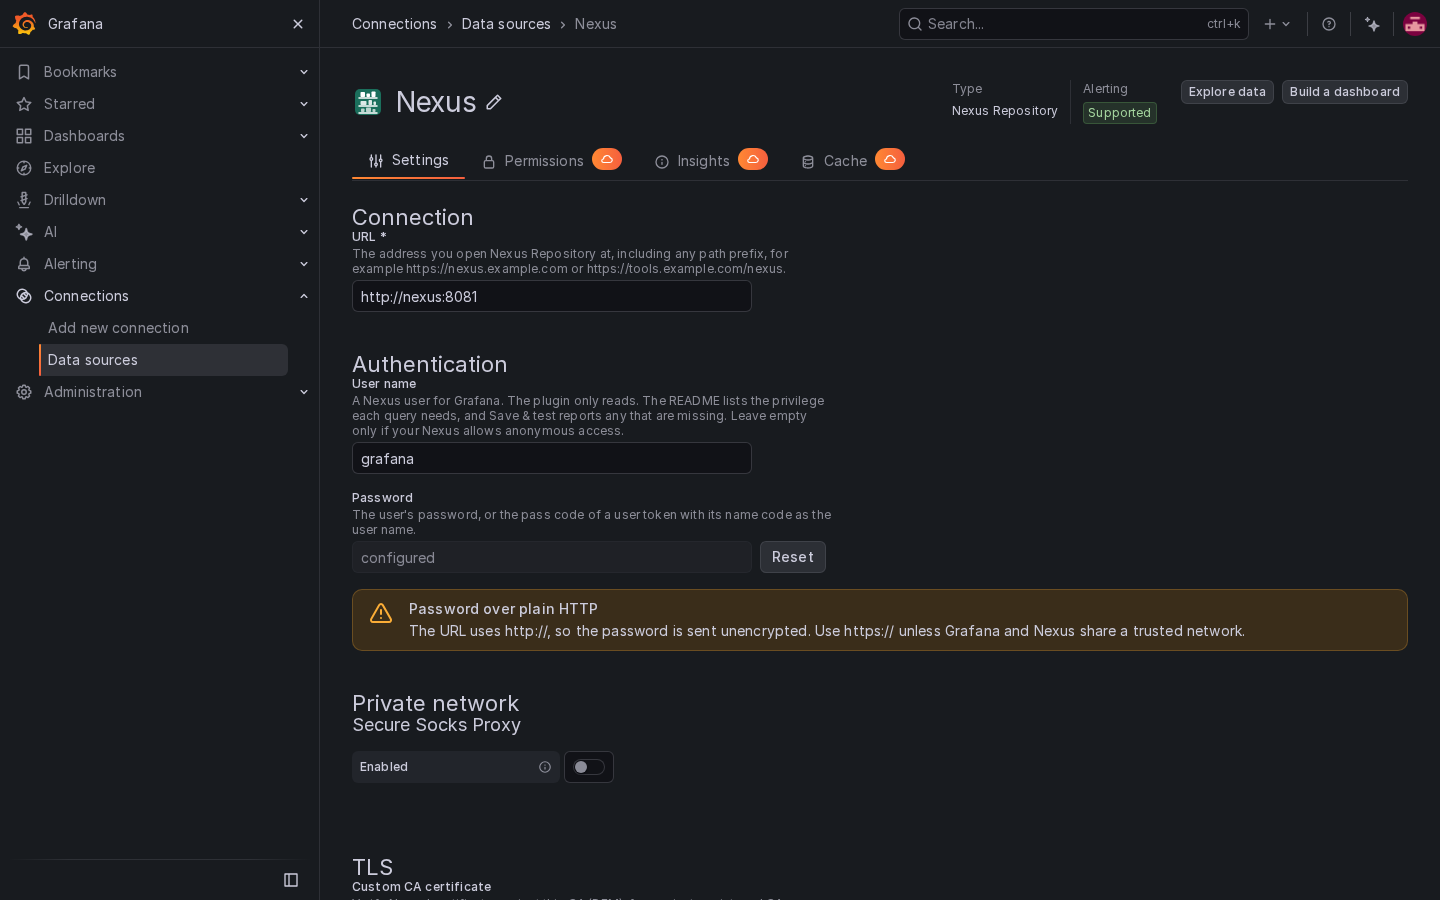 Grafana
Connections
Data sources
Nexus
Search...
ctrl+k
Bookmarks
Starred
Dashboards
Explore
Drilldown
AI
Alerting
Connections
Add new connection
Data sources
Administration
Nexus
Type
Nexus Repository
Alerting
Supported
Explore data
Build a dashboard
Settings
Permissions
Insights
Cache
Connection
URL *
The address you open Nexus Repository at, including any path prefix, for
example https://nexus.example.com or https://tools.example.com/nexus.
http://nexus:8081
Authentication
User name
A Nexus user for Grafana. The plugin only reads. The README lists the privilege
each query needs, and Save & test reports any that are missing. Leave empty
only if your Nexus allows anonymous access.
grafana
Password
The user's password, or the pass code of a user token with its name code as the
user name.
configured
Reset
Password over plain HTTP
The URL uses http://, so the password is sent unencrypted. Use https:// unless Grafana and Nexus share a trusted network.
Private network
Secure Socks Proxy
Enabled
TLS
Custom CA certificate